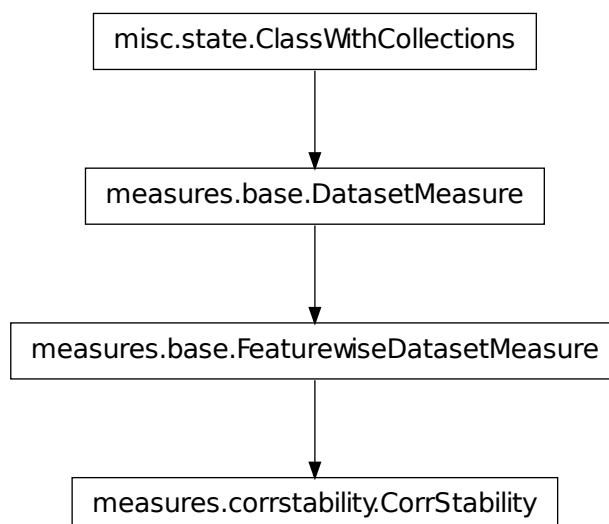 misc.state.ClassWithCollections
measures.base.DatasetMeasure
measures.base.FeaturewiseDatasetMeasure
measures.corrstability.CorrStability